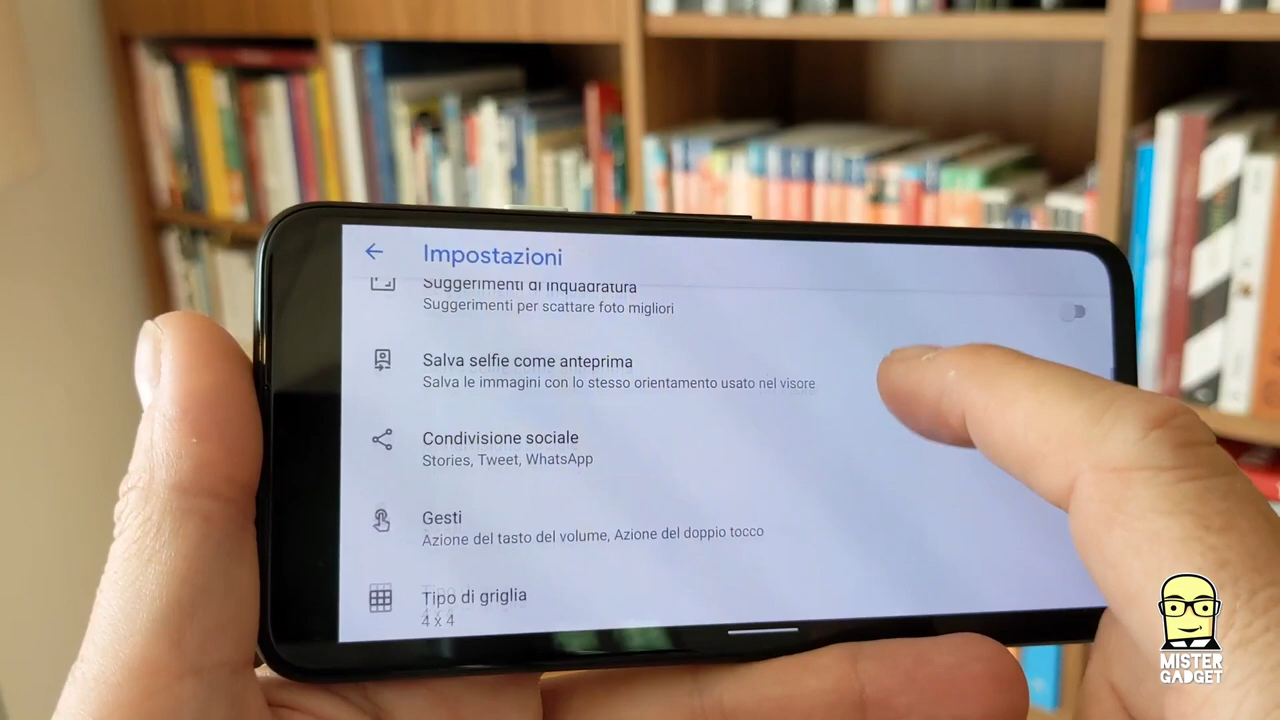 Impostazioni
Suggerimenti di inquadratura
Suggerimenti per scattare foto migliori
Salva selfie come anteprima
Salva le immagini con lo stesso orientamento usato nel visore
Condivisione sociale
Stories, Tweet, WhatsApp
Gesti
Azione del tasto del volume, Azione del doppio tocco
Tipo di griglia
4 x 4
MISTER
GADGET